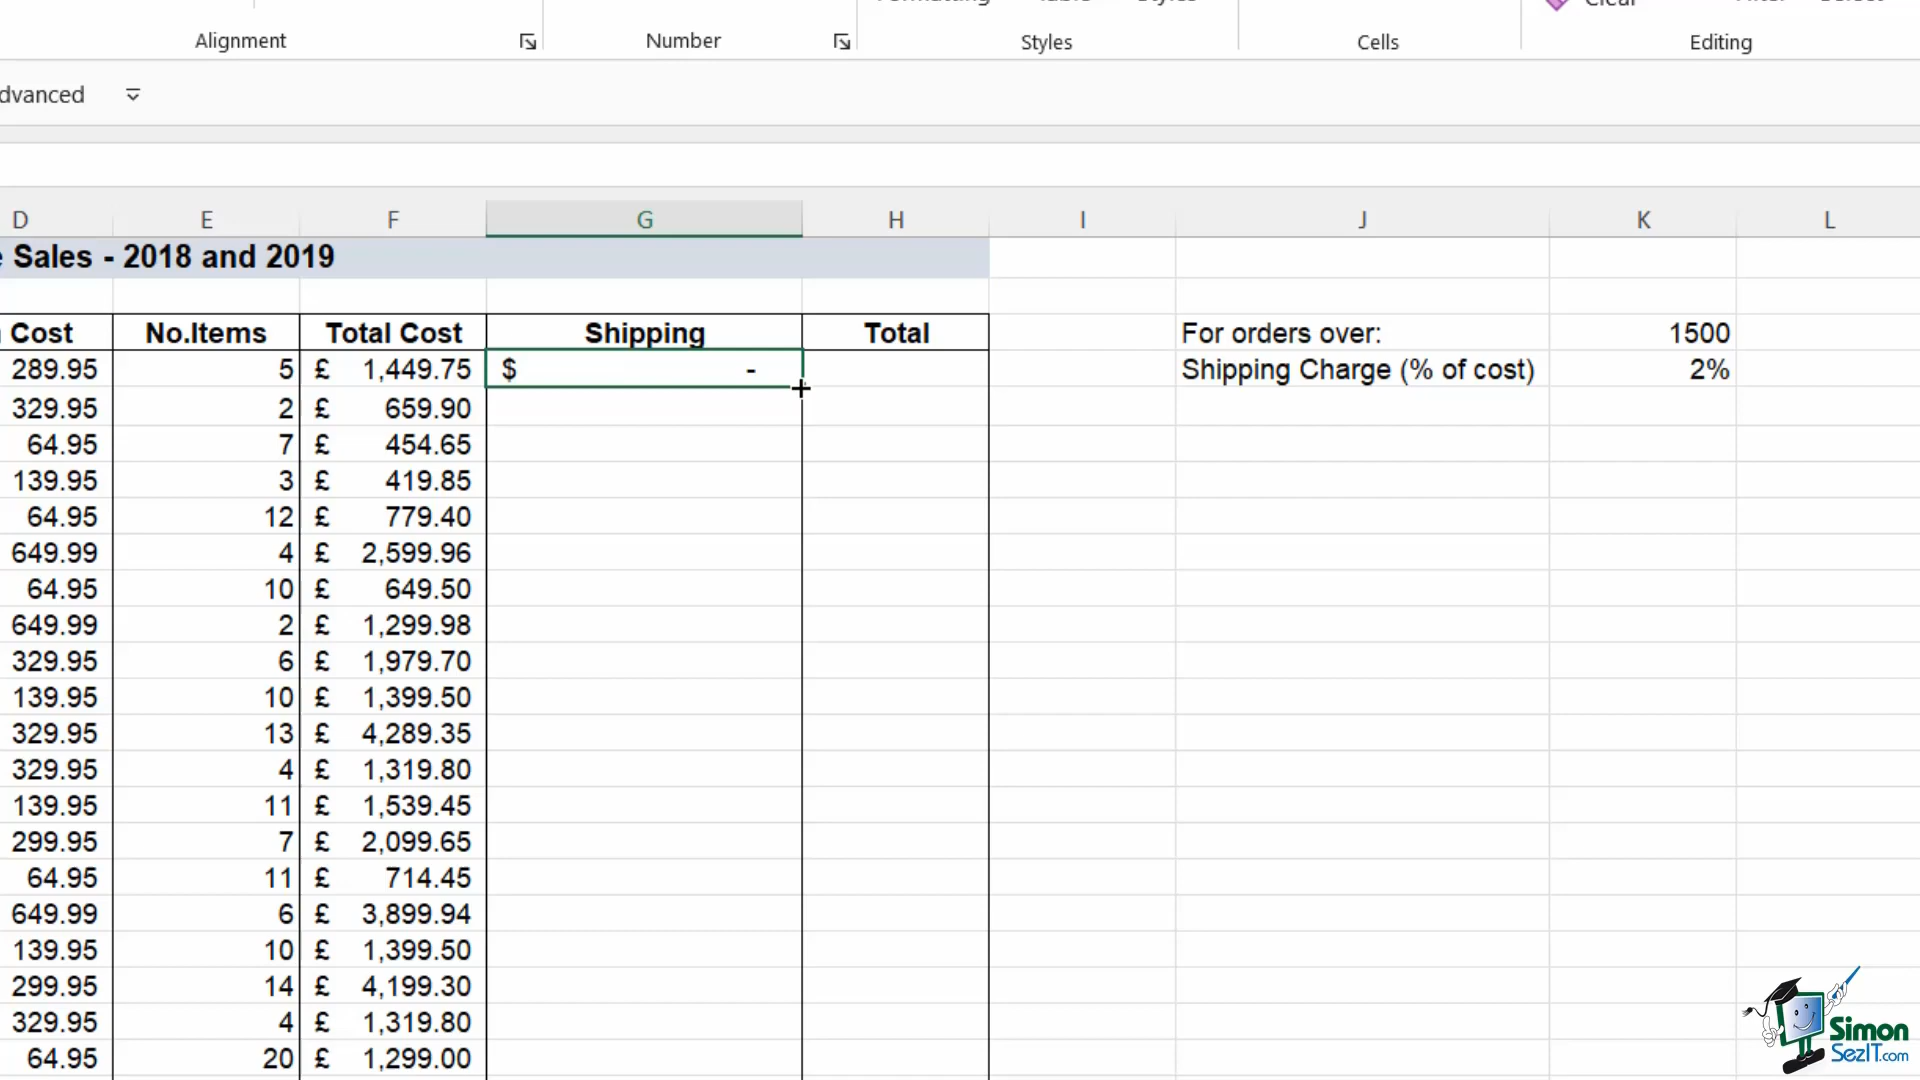 Clear
Alignment Number Styles Cells Editing
dvanced
D E F G H I J K L
e Sales - 2018 and 2019
Cost No.Items Total Cost Shipping Total For orders over: 1500
289.95 5 £ 1,449.75 $ - Shipping Charge (% of cost) 2%
329.95 2 £ 659.90
64.95 7 £ 454.65
139.95 3 £ 419.85
64.95 12 £ 779.40
649.99 4 £ 2,599.96
64.95 10 £ 649.50
649.99 2 £ 1,299.98
329.95 6 £ 1,979.70
139.95 10 £ 1,399.50
329.95 13 £ 4,289.35
329.95 4 £ 1,319.80
139.95 11 £ 1,539.45
299.95 7 £ 2,099.65
64.95 11 £ 714.45
649.99 6 £ 3,899.94
139.95 10 £ 1,399.50
299.95 14 £ 4,199.30
329.95 4 £ 1,319.80
64.95 20 £ 1,299.00
Simon
SezIT.com